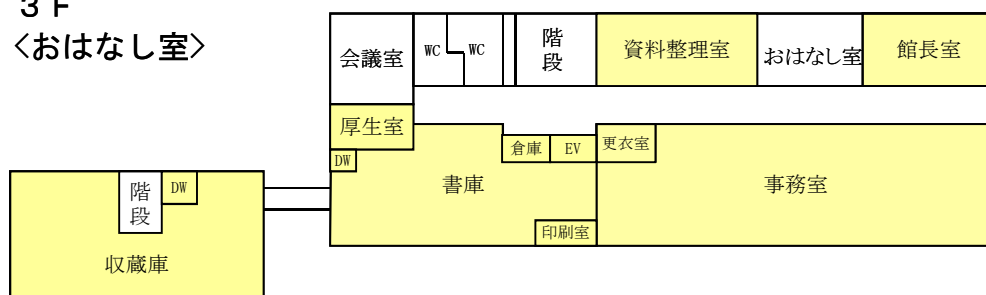 ３Ｆ
〈おはなし室〉
会議室
WC
WC
階段
資料整理室
おはなし室
館長室
厚生室
DW
倉庫
EV
更衣室
書庫
事務室
印刷室
階段
DW
収蔵庫